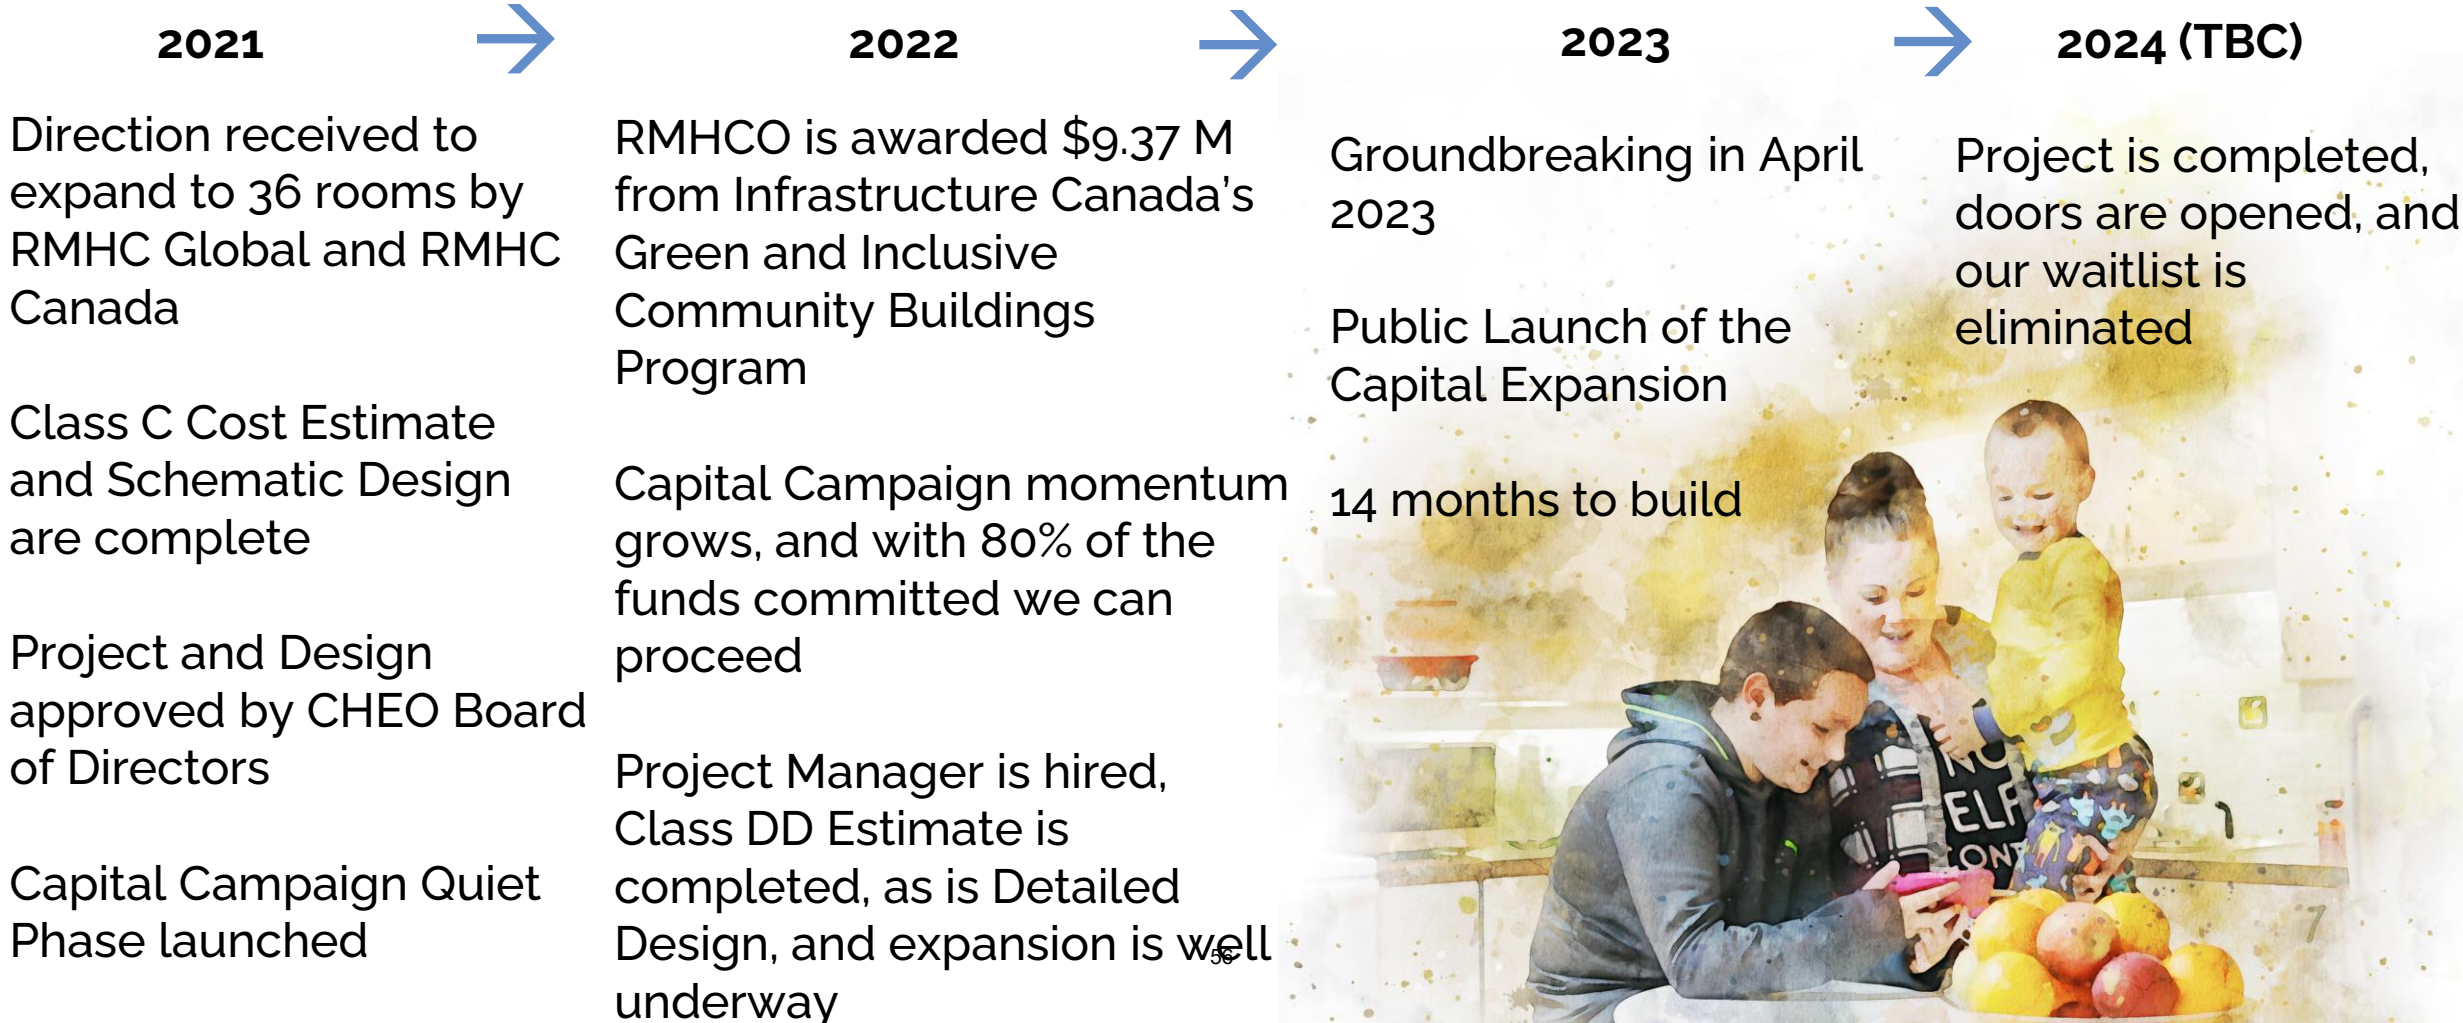 2021
Direction received to
expand to 36 rooms by
RMHC Global and RMHC
Canada
Class C Cost Estimate
and Schematic Design
are complete
Project and Design
approved by CHEO Board
of Directors
Capital Campaign Quiet
Phase launched
2022
RMHCO is awarded $9.37 M
from Infrastructure Canada's
Green and Inclusive
Community Buildings
Program
Capital Campaign momentum
grows, and with 80% of the
funds committed we can
proceed
Project Manager is hired,
Class DD Estimate is
completed, as is Detailed
Design, and expansion is well
underway
56
2023
Groundbreaking in April
2023
Public Launch of the
Capital Expansion
14 months to build
2024 (TBC)
Project is completed,
doors are opened, and
our waitlist is
eliminated
ELF